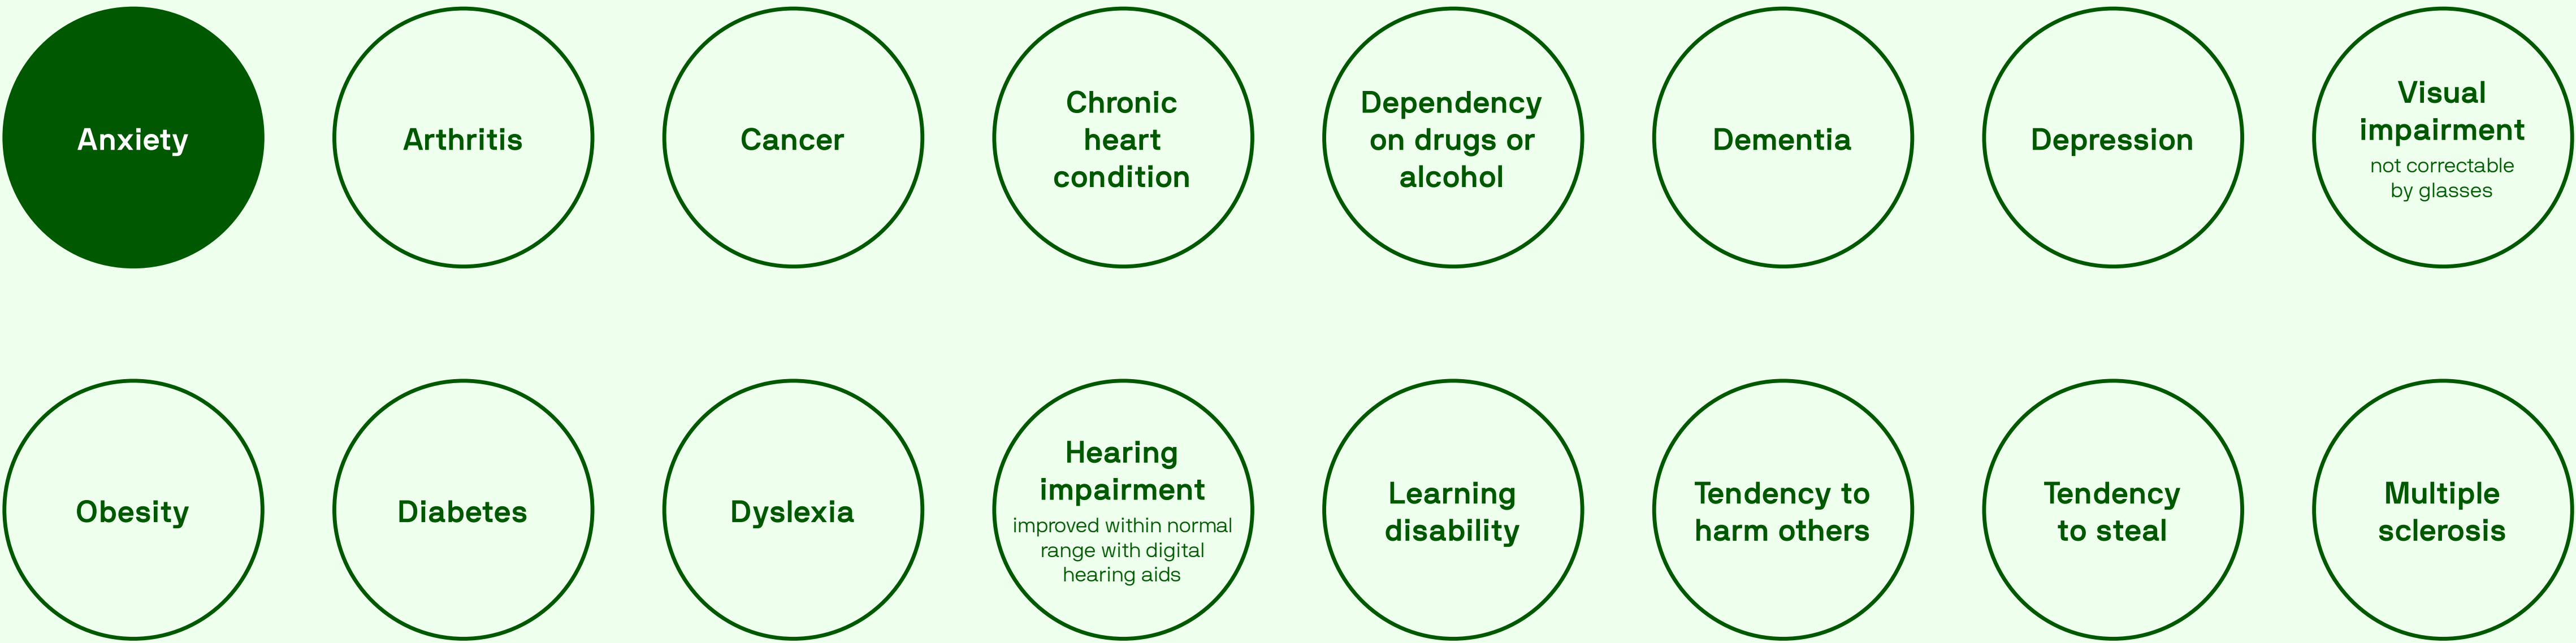 Anxiety
Arthritis
Cancer
Chronic
heart
condition
Dependency
on drugs or
alcohol
Dementia
Depression
Visual
impairment
not correctable
by glasses
Obesity
Diabetes
Dyslexia
Hearing
impairment
improved within normal
range with digital
hearing aids
Learning
disability
Tendency to
harm others
Tendency
to steal
Multiple
sclerosis